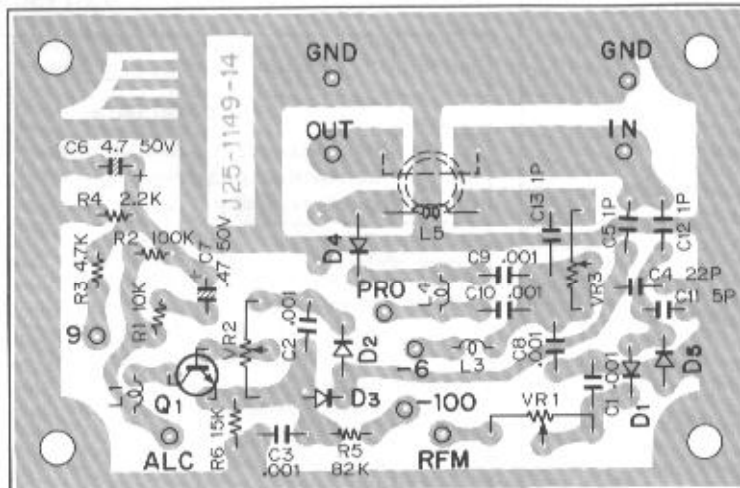 GND
GND
J25-1149-14
OUT
IN
C6 4.7 50V
+
R4 2.2K
R2 100K
C7
.47 50V
+
R3 4.7K
R1 10K
9
L1
Q1
ALC
VR2
R6 15K
C2 .001
C3
.001
D2
D3
R5
82K
D4
L5
C13 1P
C5 1P
C12 1P
C9 .001
C10 .001
L4
PRO
VR3
C4 22P
C11 5P
-6
L3
C8
.001
-100
RFM
VR1
C1 .001
D1
D5